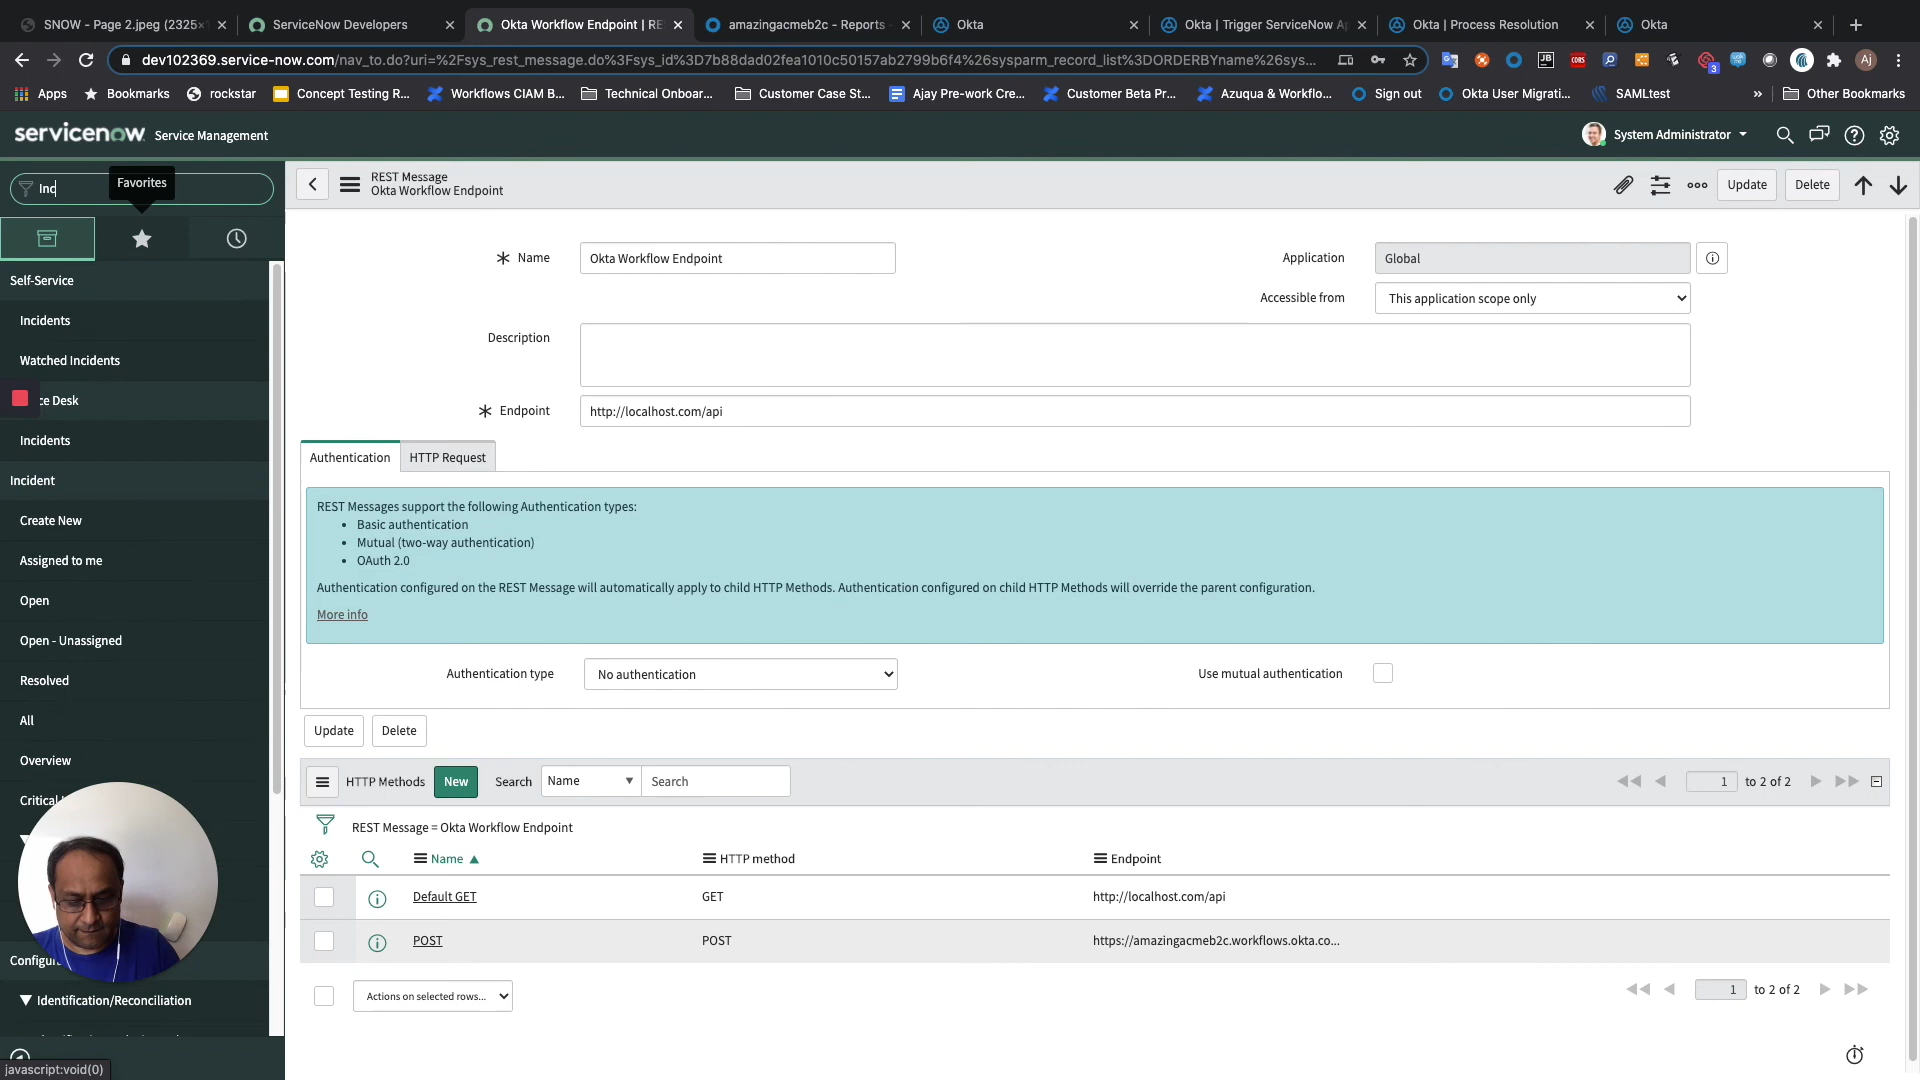 SNOW - Page 2.jpeg (2325×
ServiceNow Developers
Okta Workflow Endpoint | RE
amazingacmeb2c - Reports
Okta
Okta | Trigger ServiceNow Ap
Okta | Process Resolution
Okta
dev102369.service-now.com/nav_to.do?uri=%2Fsys_rest_message.do%3Fsys_id%3D7b88dad02fea1010c50157ab2799b6f4%26sysparm_record_list%3DORDERBYname%26sys...
JB
CORS
3
Aj
Apps
Bookmarks
rockstar
Concept Testing R...
Workflows CIAM B...
Technical Onboar...
Customer Case St...
Ajay Pre-work Cre...
Customer Beta Pr...
Azuqua & Workflo...
Sign out
Okta User Migrati...
SAMLtest
»
Other Bookmarks
servicenow Service Management
System Administrator
Inc
Favorites
Self-Service
Incidents
Watched Incidents
ce Desk
Incidents
Incident
Create New
Assigned to me
Open
Open - Unassigned
Resolved
All
Overview
Critical
Configu
Identification/Reconciliation
javascript:void(0)
REST Message
Okta Workflow Endpoint
Update
Delete
Name
Okta Workflow Endpoint
Application
Global
Accessible from
This application scope only
Description
Endpoint
http://localhost.com/api
Authentication
HTTP Request
REST Messages support the following Authentication types:
• Basic authentication
• Mutual (two-way authentication)
• OAuth 2.0
Authentication configured on the REST Message will automatically apply to child HTTP Methods. Authentication configured on child HTTP Methods will override the parent configuration.
More info
Authentication type
No authentication
Use mutual authentication
Update
Delete
HTTP Methods
New
Search
Name
Search
1 to 2 of 2
REST Message = Okta Workflow Endpoint
Name
HTTP method
Endpoint
Default GET
GET
http://localhost.com/api
POST
POST
https://amazingacmeb2c.workflows.okta.co...
Actions on selected rows...
1 to 2 of 2